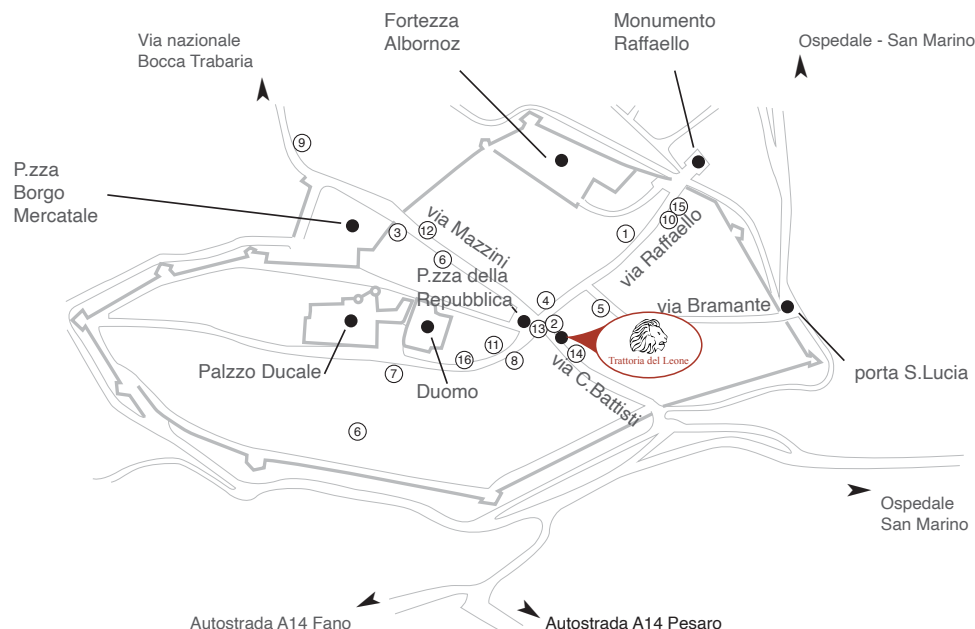 Fortezza
Albornoz
Monumento
Raffaello
Via nazionale
Bocca Trabaria
Ospedale - San Marino
9
P.zza
Borgo
Mercatale
3
12
via Mazzini
6
1
15
10
via Raffaello
P.zza della
Repubblica
4
5
via Bramante
13
2
Trattoria del Leone
11
14
8
16
7
via C.Battisti
Palzzo Ducale
Duomo
porta S.Lucia
6
Ospedale
San Marino
Autostrada A14 Fano
Autostrada A14 Pesaro